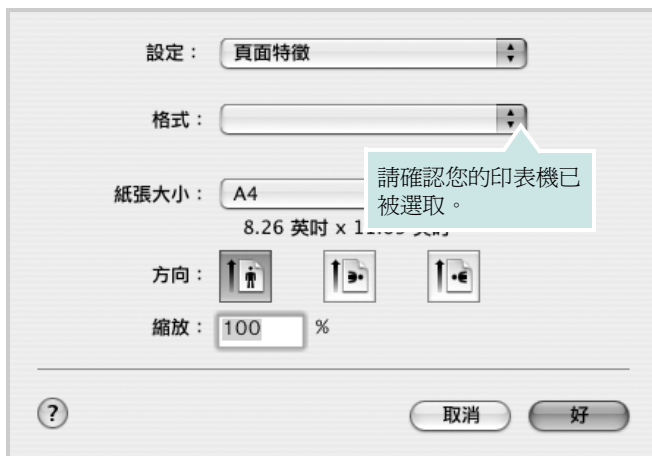 設定： 頁面特徵
格式：
請確認您的印表機已
被選取。
紙張大小： A4
8.26 英吋 x
方向：
縮放： 100 %
? 取消 好